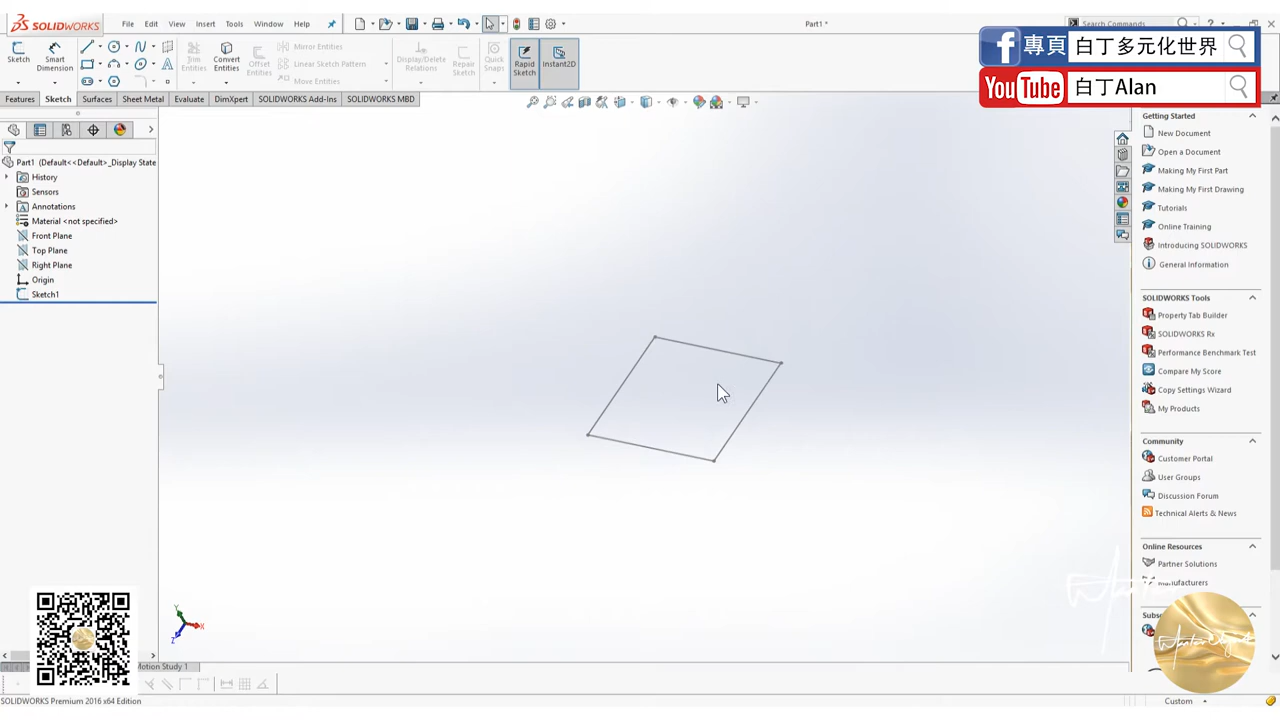 SOLIDWORKS
File Edit View Insert Tools Window Help
Part1 *
Search Commands
專頁 白丁多元化世界
YouTube 白丁Alan
Sketch
Smart Dimension
Trim Entities
Convert Entities
Offset Entities
Mirror Entities
Linear Sketch Pattern
Move Entities
Display/Delete Relations
Repair Sketch
Quick Snaps
Rapid Sketch
Instant2D
Features Sketch Surfaces Sheet Metal Evaluate DimXpert SOLIDWORKS Add-Ins SOLIDWORKS MBD
Part1 (Default<<Default>_Display State
History
Sensors
Annotations
Material <not specified>
Front Plane
Top Plane
Right Plane
Origin
Sketch1
Getting Started
New Document
Open a Document
Making My First Part
Making My First Drawing
Tutorials
Online Training
Introducing SOLIDWORKS
General Information
SOLIDWORKS Tools
Property Tab Builder
SOLIDWORKS Rx
Performance Benchmark Test
Compare My Score
Copy Settings Wizard
My Products
Community
Customer Portal
User Groups
Discussion Forum
Technical Alerts & News
Online Resources
Partner Solutions
Manufacturers
Y
X
Z
Motion Study 1
SOLIDWORKS Premium 2016 x64 Edition
Custom